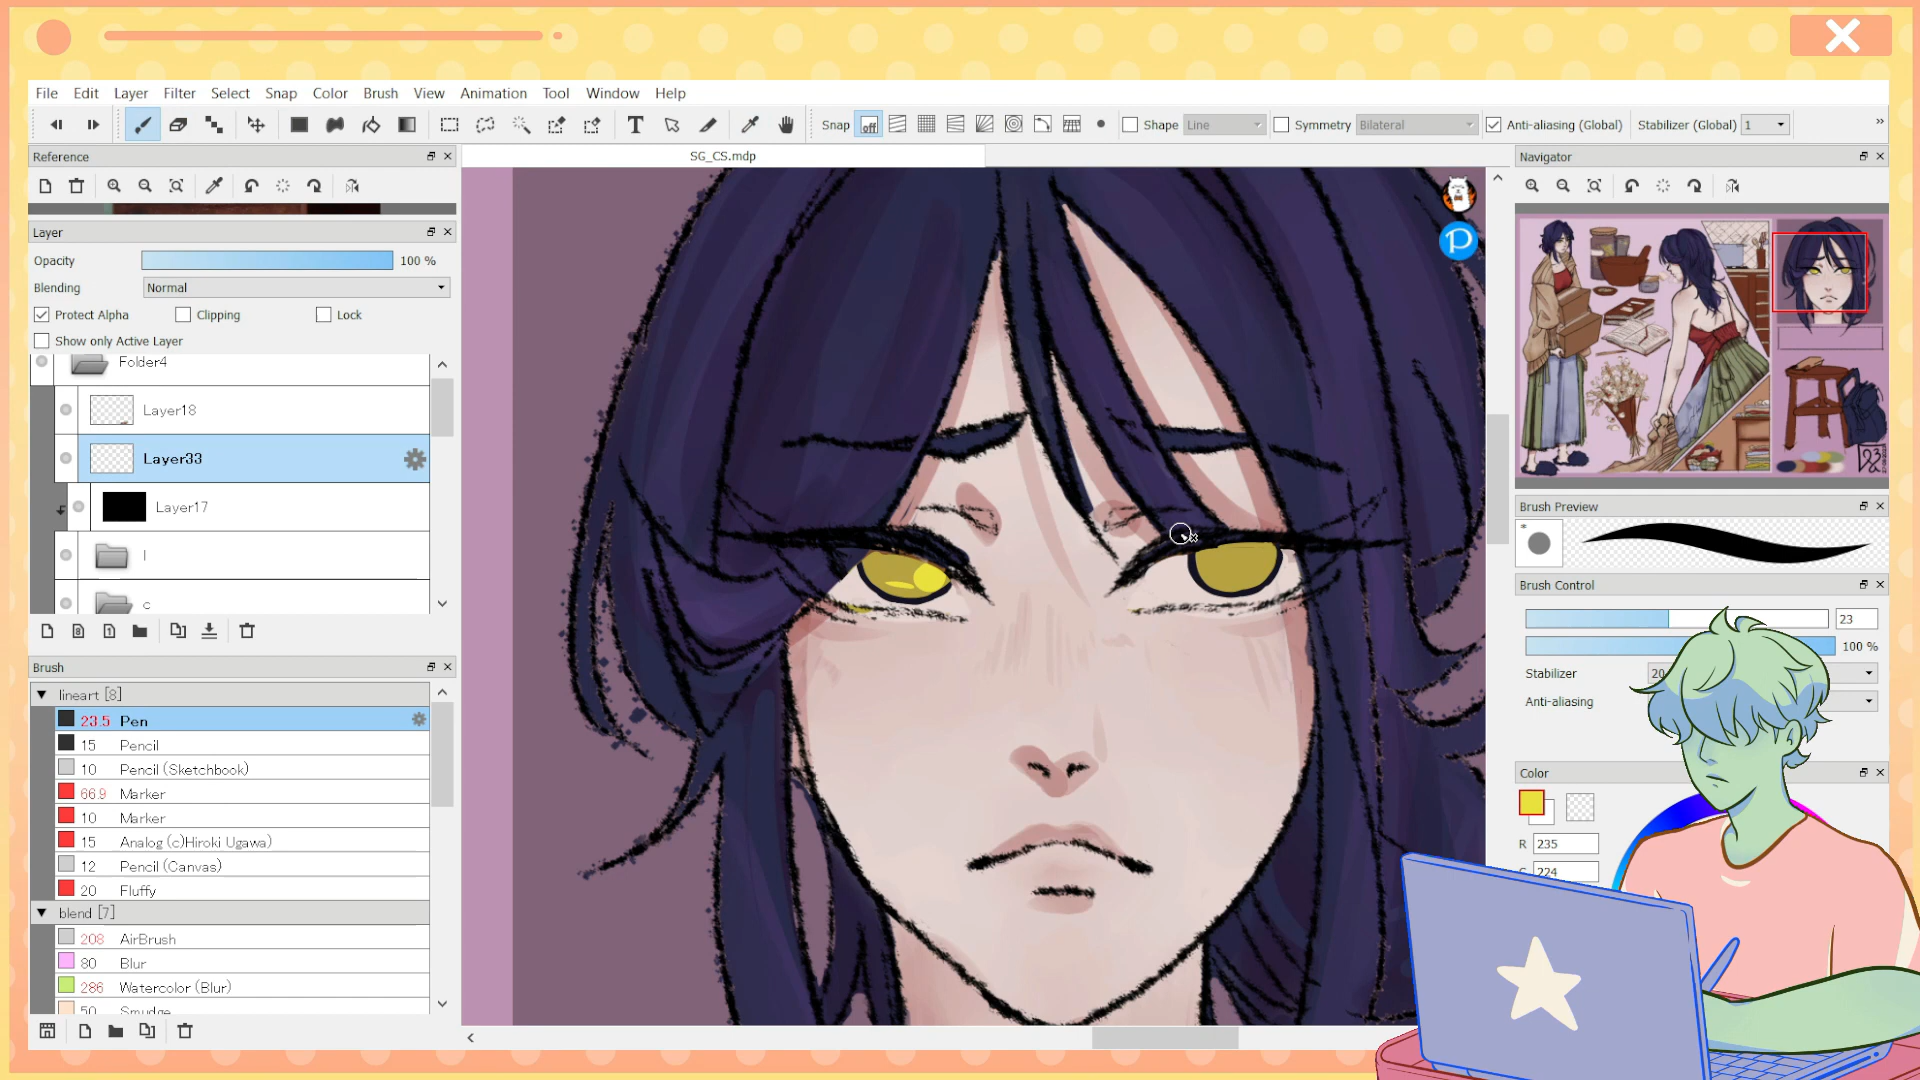 File Edit Layer Filter Select Snap Color Brush View Animation Tool Window Help
Snap off Shape Line Symmetry Bilateral Anti-aliasing (Global) Stabilizer (Global) 1 »
Reference
SG_CS.mdp
Navigator
Layer
Opacity 100 %
Blending Normal
Protect Alpha Clipping Lock
Show only Active Layer
Folder4
Layer18
Layer33
Layer17
l
c
Brush
lineart [8]
23.5 Pen
15 Pencil
10 Pencil (Sketchbook)
66.9 Marker
10 Marker
15 Analog (c)Hiroki Ugawa)
12 Pencil (Canvas)
20 Fluffy
blend [7]
208 AirBrush
80 Blur
286 Watercolor (Blur)
50 Smudge
Brush Preview
*
Brush Control
23
100 %
Stabilizer 20
Anti-aliasing
Color
R 235
G 224